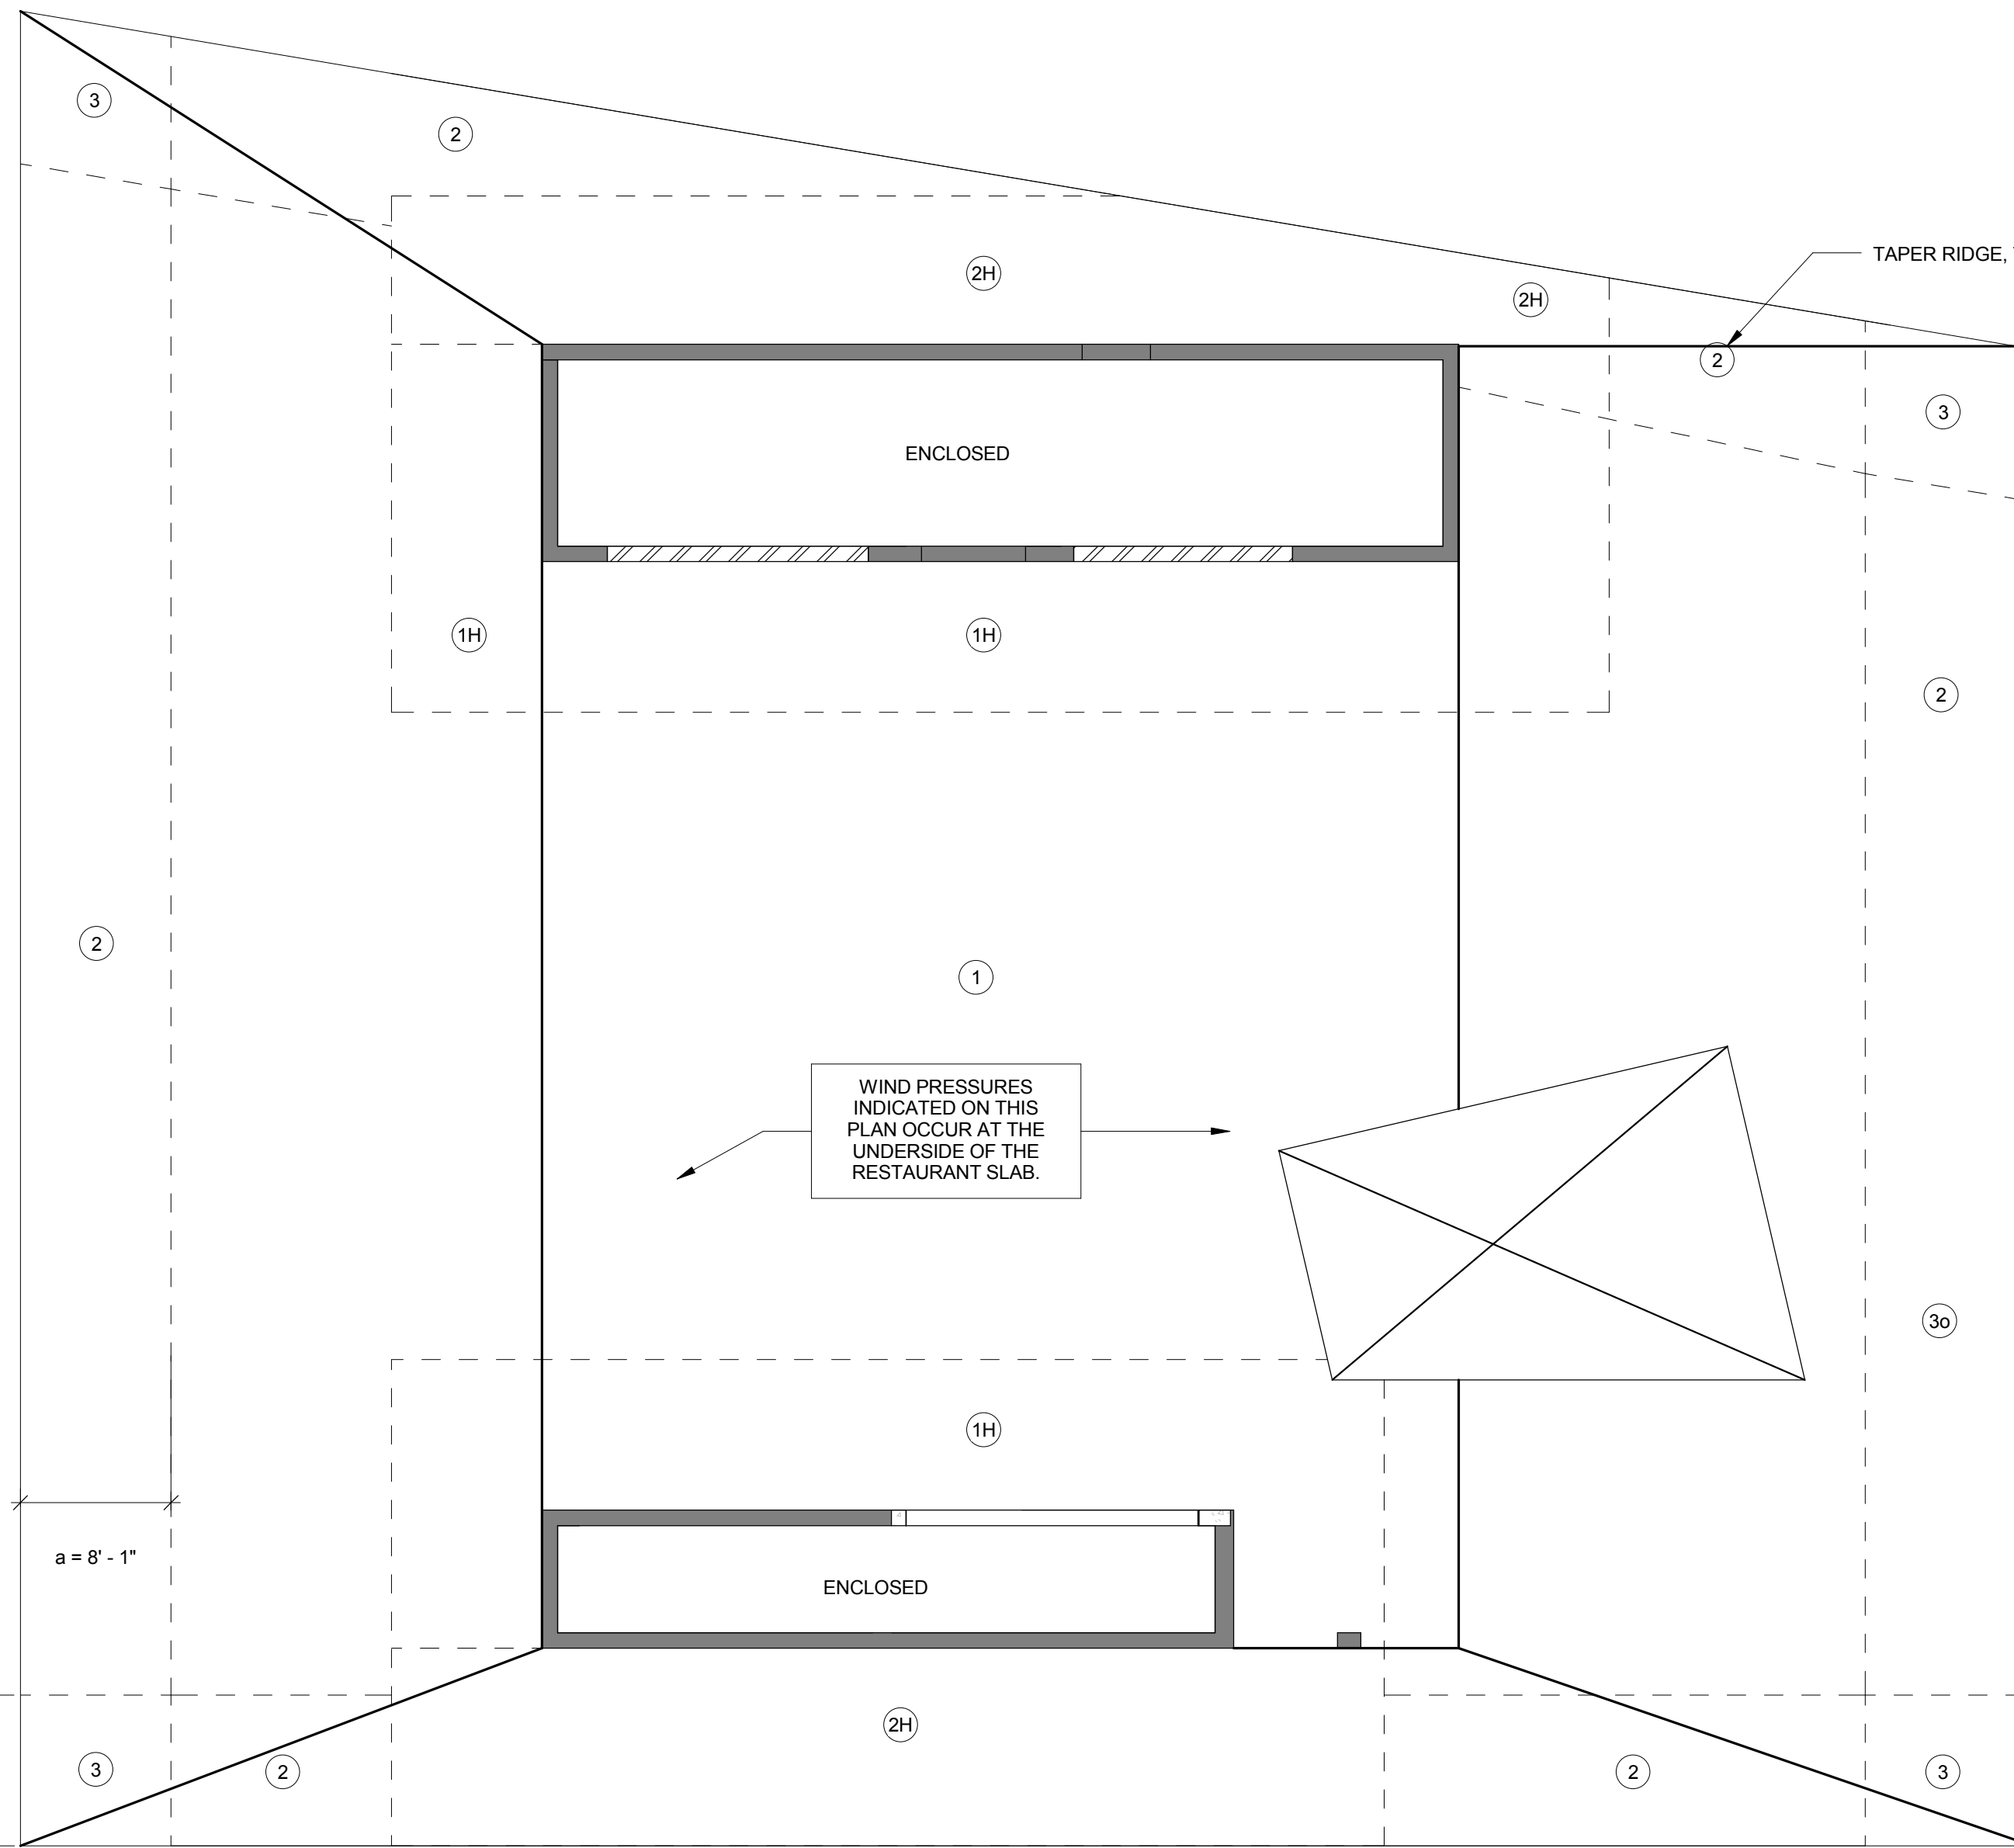 3
2
2H
TAPER RIDGE,
2H
2
3
ENCLOSED
1H
1H
2
2
1
WIND PRESSURES
INDICATED ON THIS
PLAN OCCUR AT THE
UNDERSIDE OF THE
RESTAURANT SLAB.
3o
1H
a = 8' - 1"
ENCLOSED
2H
3
2
2
3